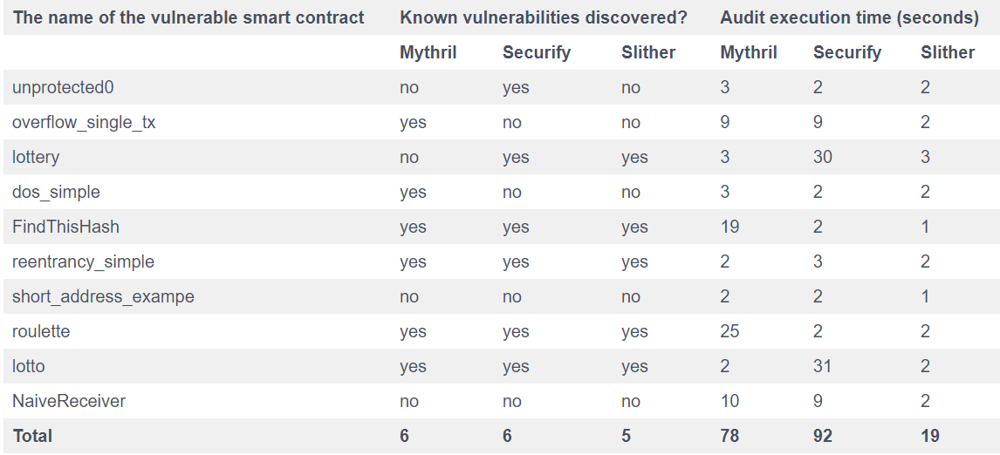 The name of the vulnerable smart contract Known vulnerabilities discovered? Audit execution time (seconds)
Mythril Securify Slither Mythril Securify Slither
unprotected0 no yes no 3 2 2
overflow_single_tx yes no no 9 9 2
lottery no yes yes 3 30 3
dos_simple yes no no 3 2 2
FindThisHash yes yes yes 19 2 1
reentrancy_simple yes yes yes 2 3 2
short_address_exampe no no no 2 2 1
roulette yes yes yes 25 2 2
lotto yes yes yes 2 31 2
NaiveReceiver no no no 10 9 2
Total 6 6 5 78 92 19